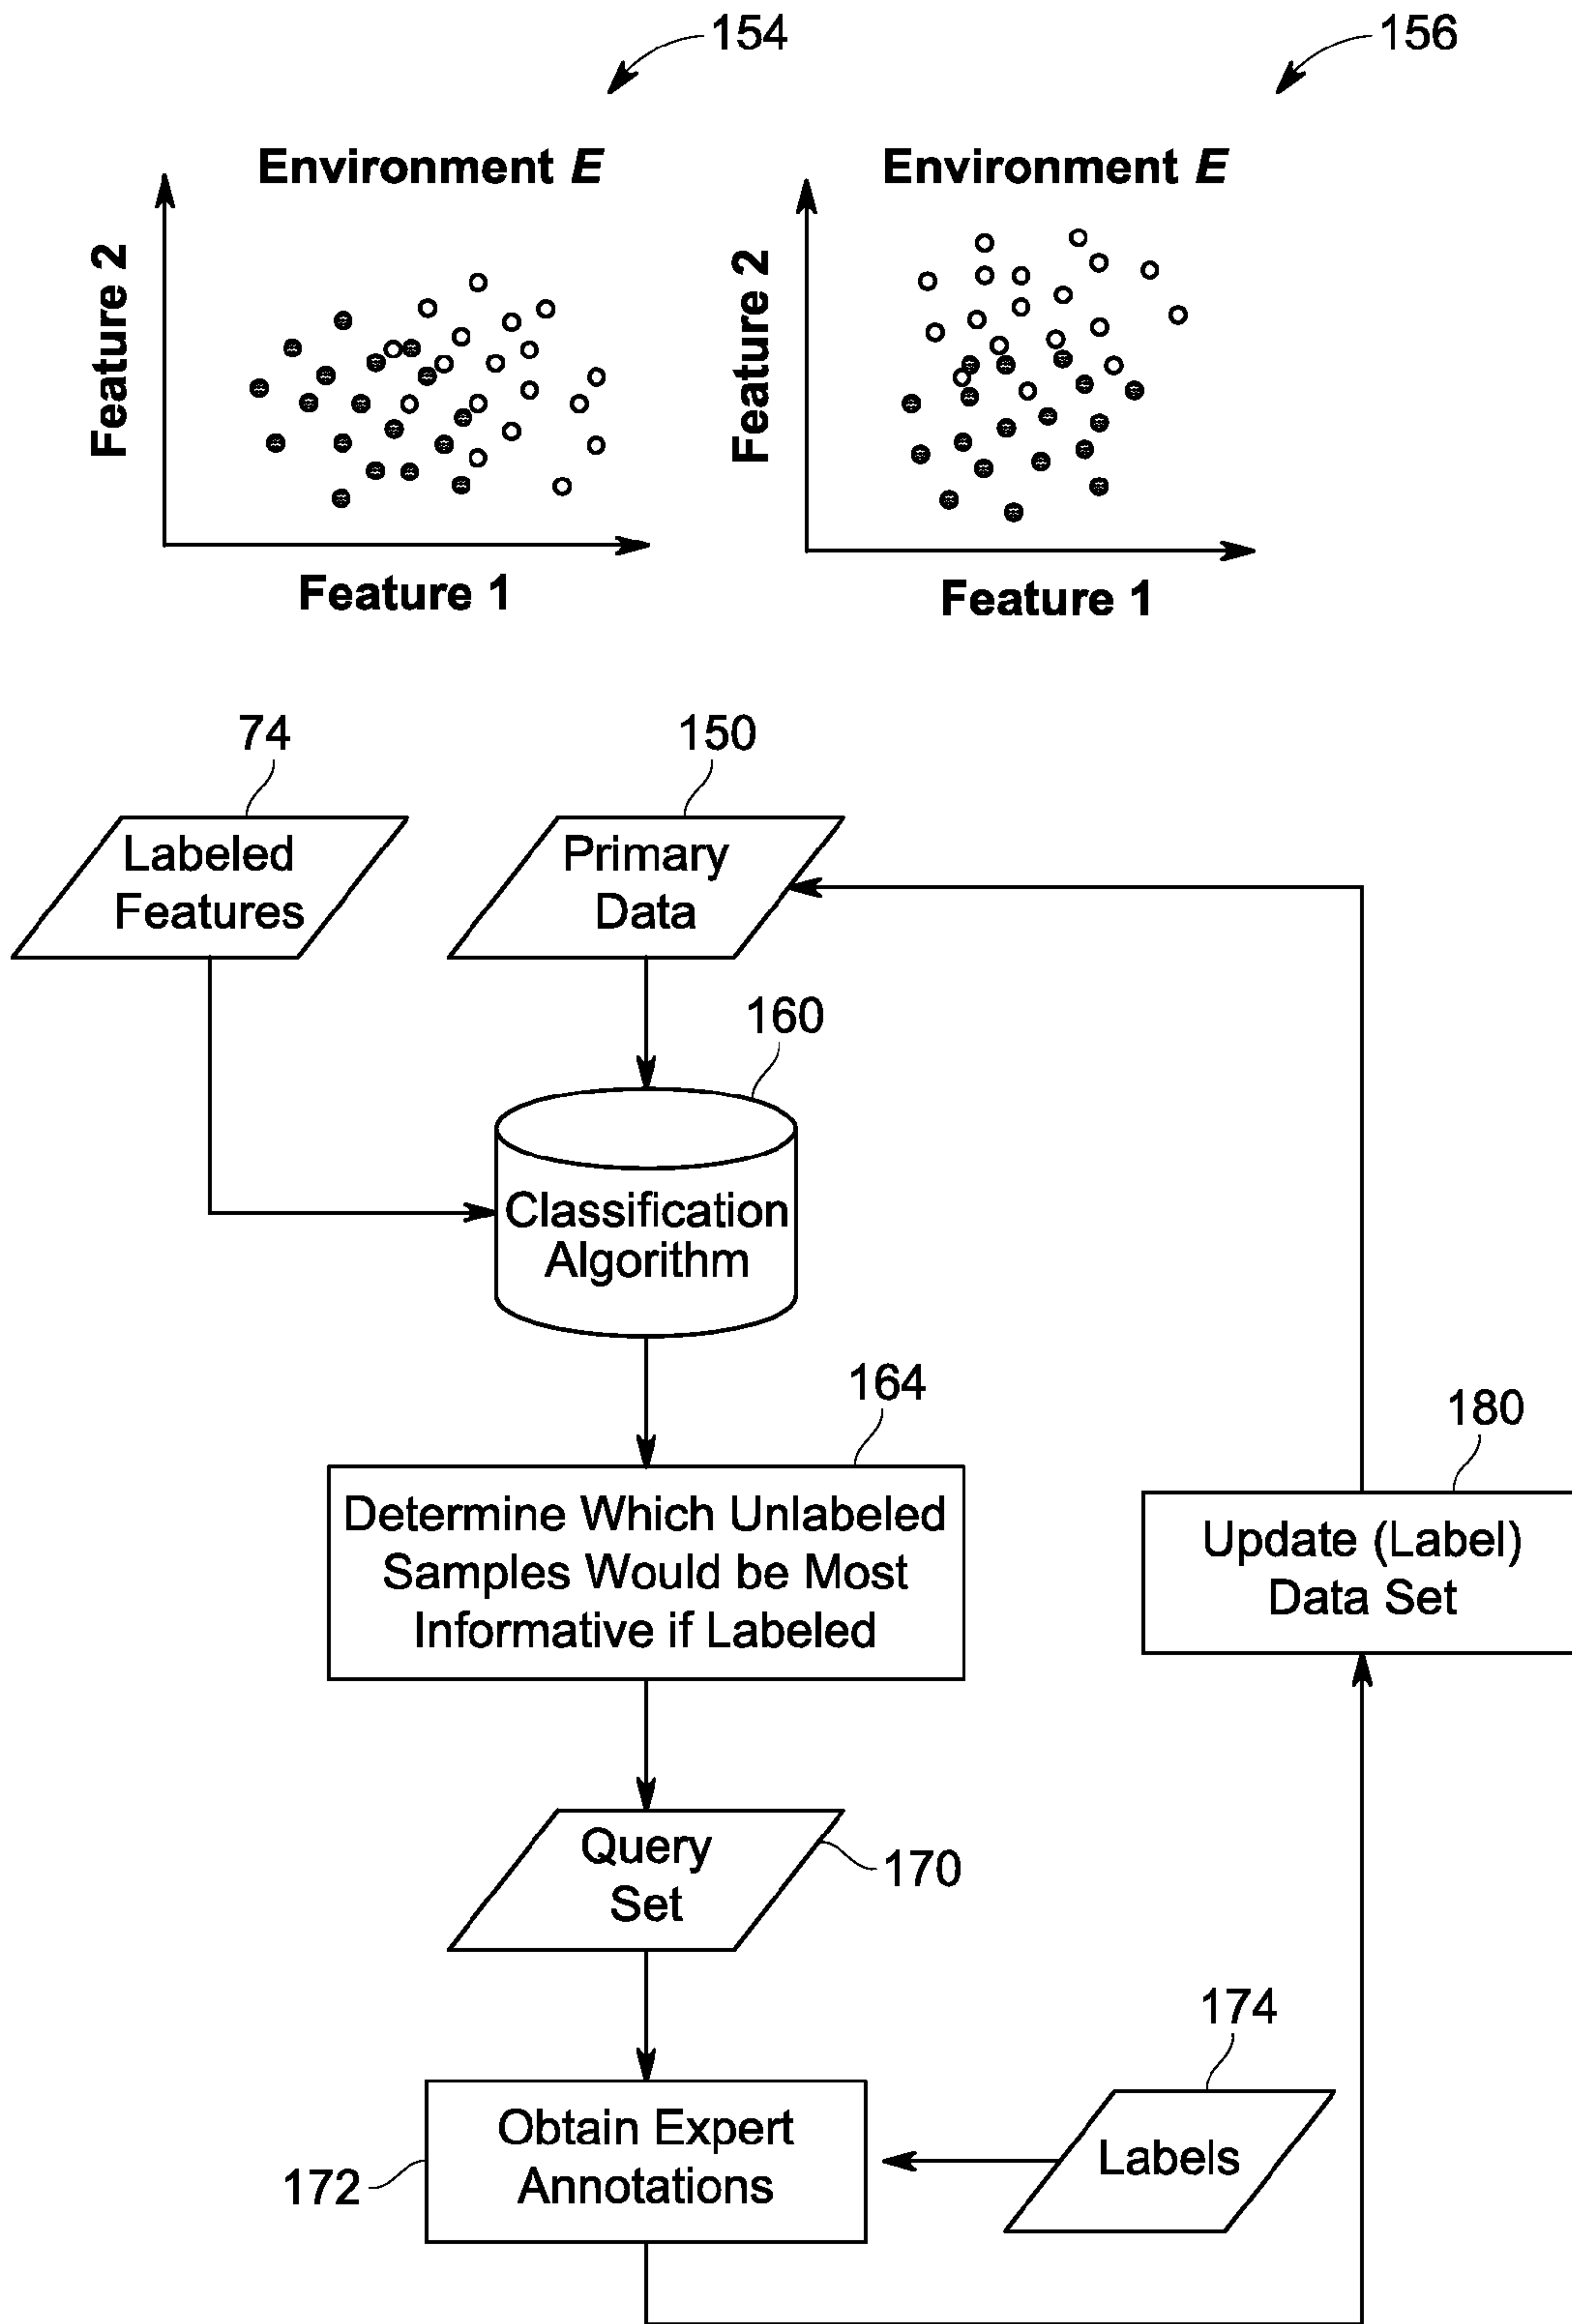 154
156
Environment E
Environment E
Feature 2
Feature 2
Feature 1
Feature 1
74
150
Labeled
Features
Primary
Data
160
Classification
Algorithm
164
180
Determine Which Unlabeled
Samples Would be Most
Informative if Labeled
Update (Label)
Data Set
Query
Set
170
174
Obtain Expert
Annotations
Labels
172